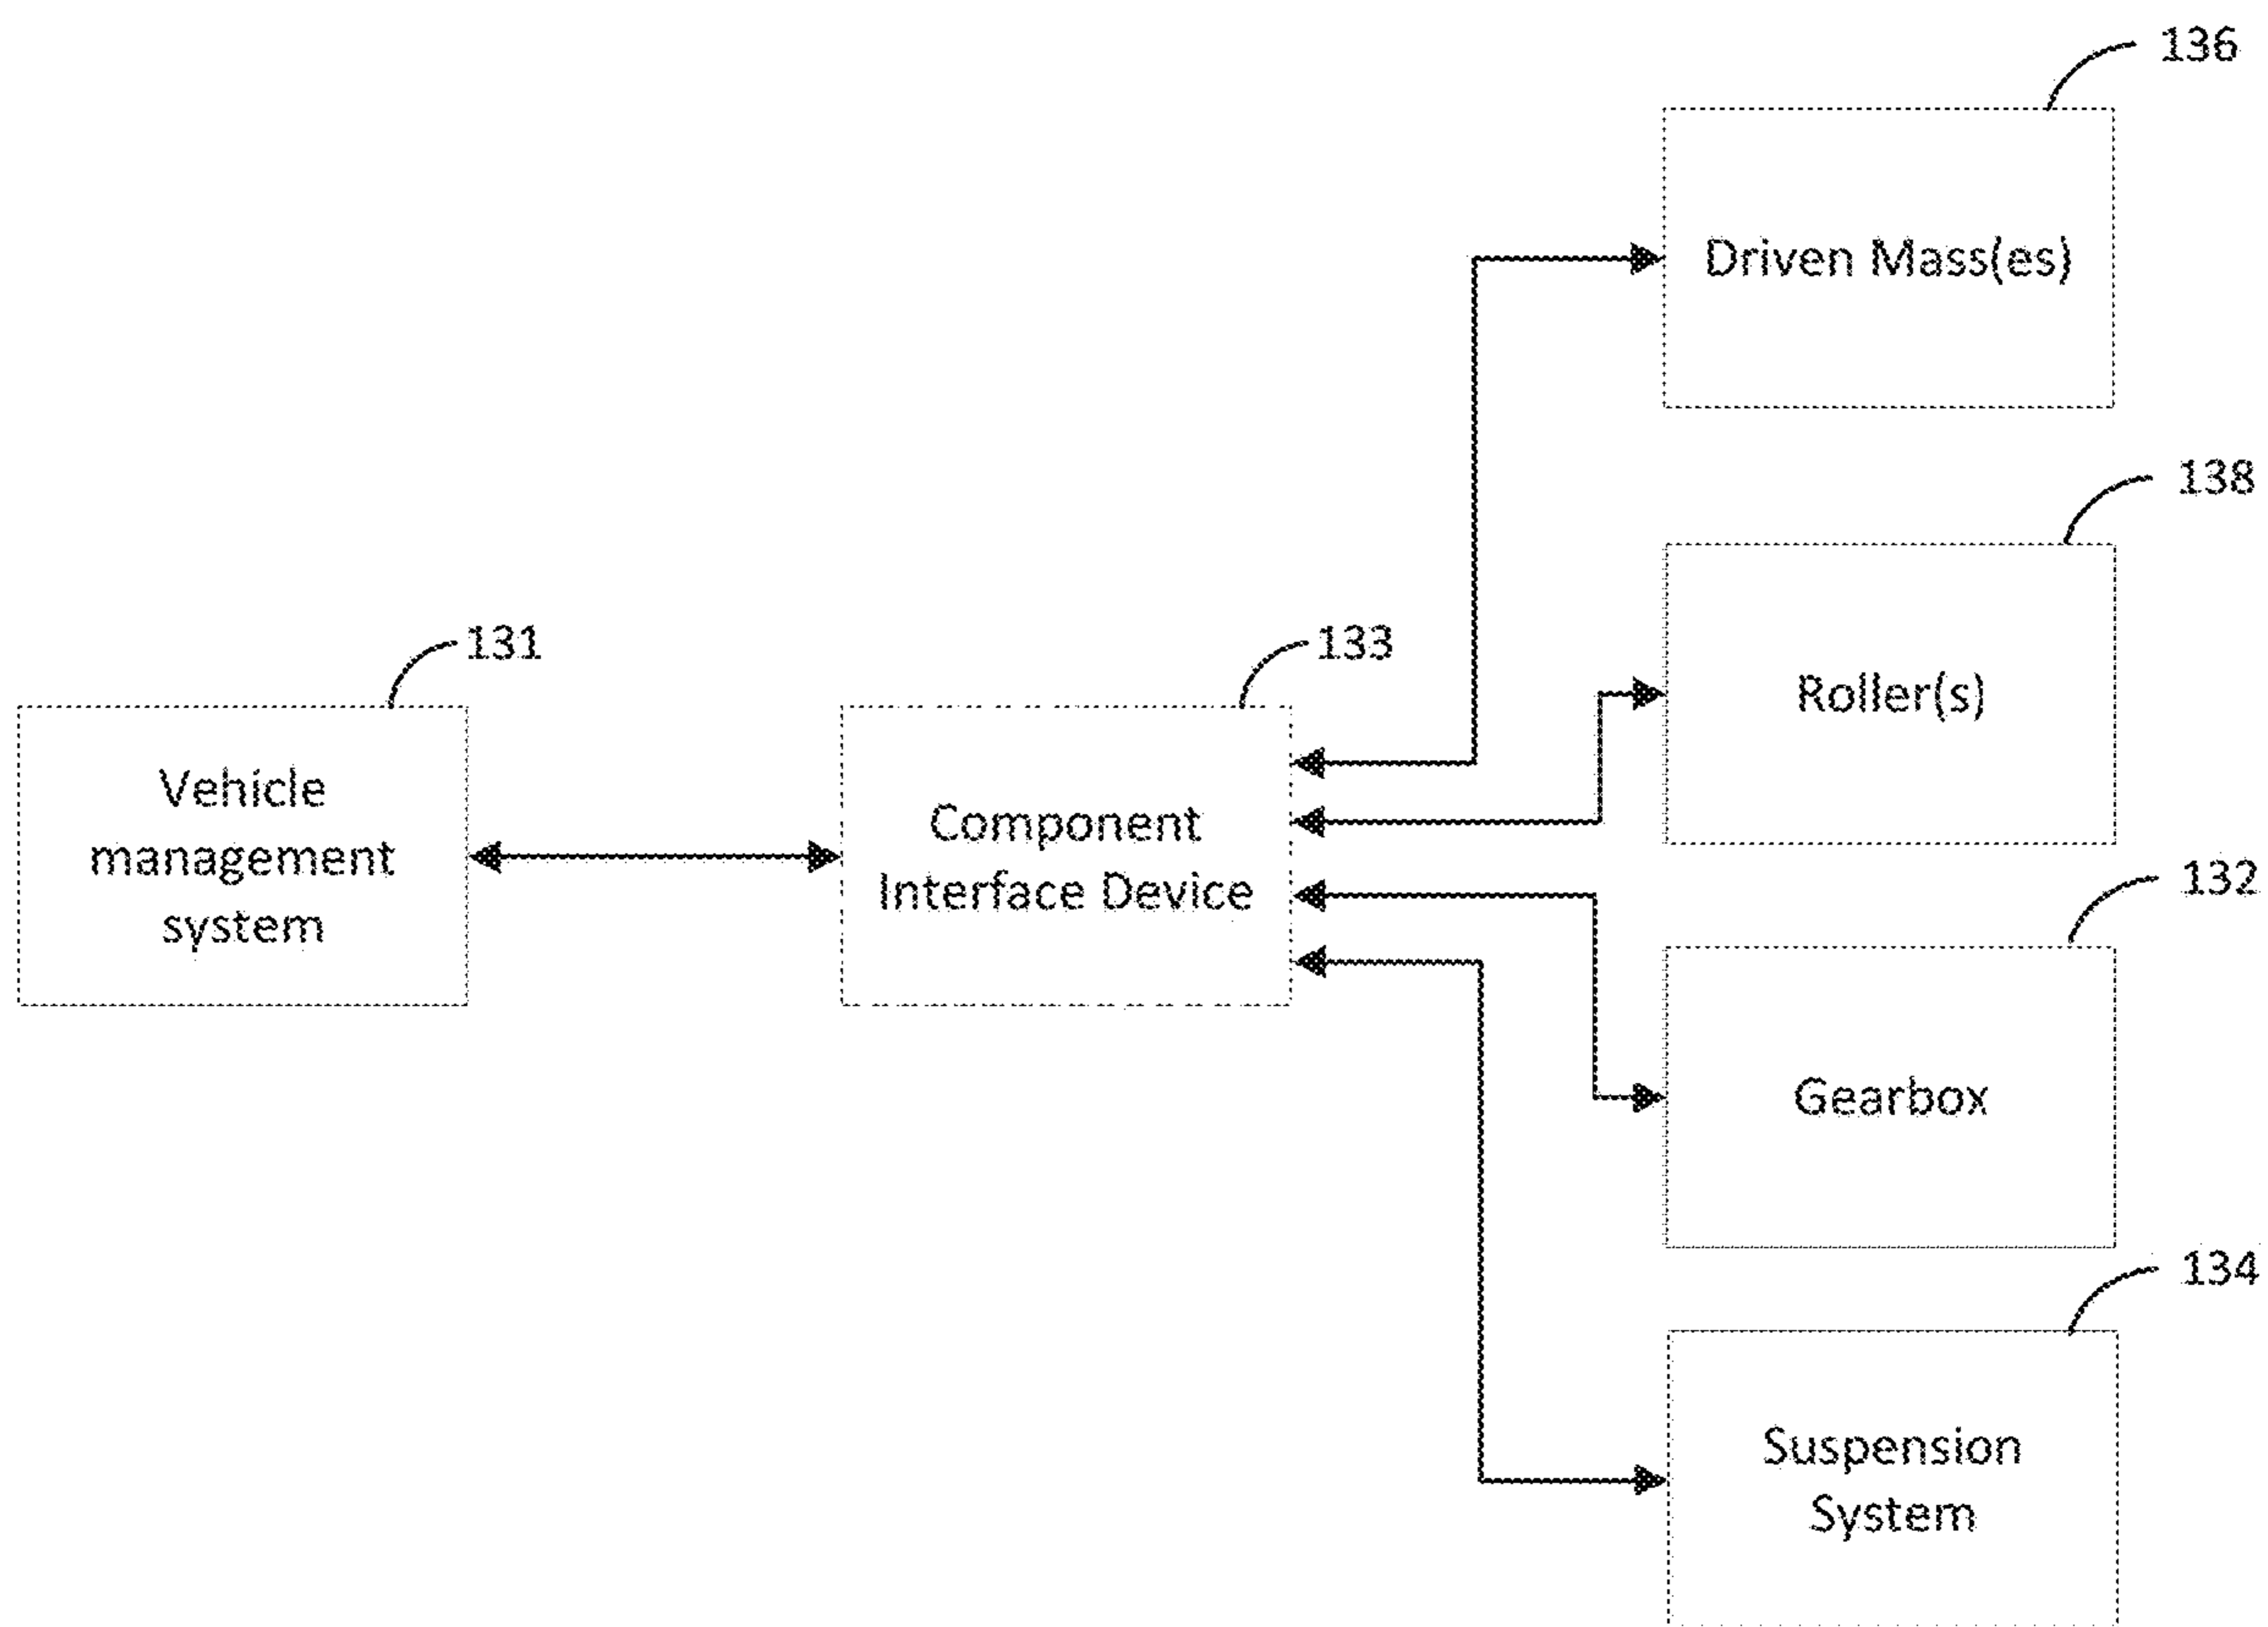 136
Driven Mass(es)
138
Roller(s)
131
Vehicle
management
system
133
Component
Interface Device
132
Gearbox
134
Suspension
System